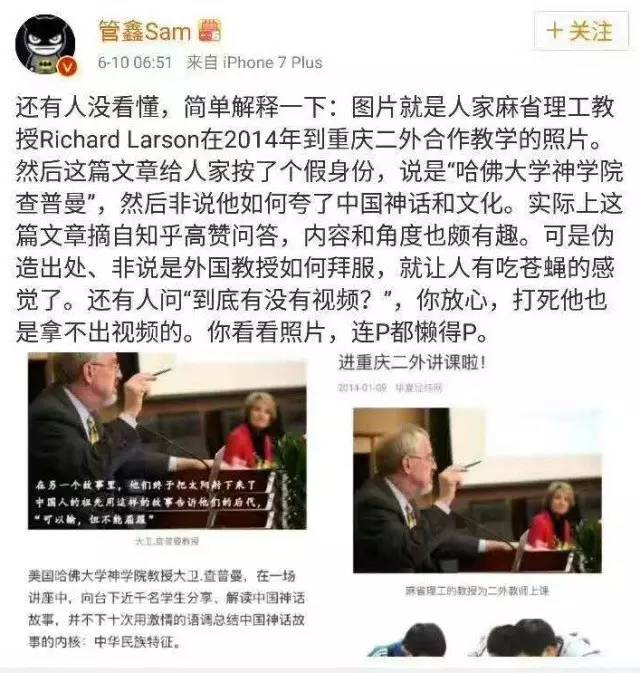 管鑫Sam
+关注
6-10 06:51 来自 iPhone 7 Plus
还有人没看懂，简单解释一下：图片就是人家麻省理工教
授Richard Larson在2014年到重庆二外合作教学的照片。
然后这篇文章给人家按了个假身份，说是“哈佛大学神学院
查普曼”，然后非说他如何夸了中国神话和文化。实际上这
篇文章摘自知乎高赞问答，内容和角度也颇有趣。可是伪
造出处、非说是外国教授如何拜服，就让人有吃苍蝇的感
觉了。还有人问“到底有没有视频？”，你放心，打死他也
是拿不出视频的。你看看照片，连P都懒得P。
在另一个故事里，他们终于把太阳射下来了
中国人的祖先用这样的故事告诉他们的后代，
“可以输，但不能屈服”
大卫.查普曼教授
美国哈佛大学神学院教授大卫.查普曼，在一场
讲座中，向台下近千名学生分享、解读中国神话
故事，并不下十次用激情的语调总结中国神话故
事的内核：中华民族特征。
进重庆二外讲课啦！
2014-01-09 华夏经纬网
麻省理工的教授为二外教师上课